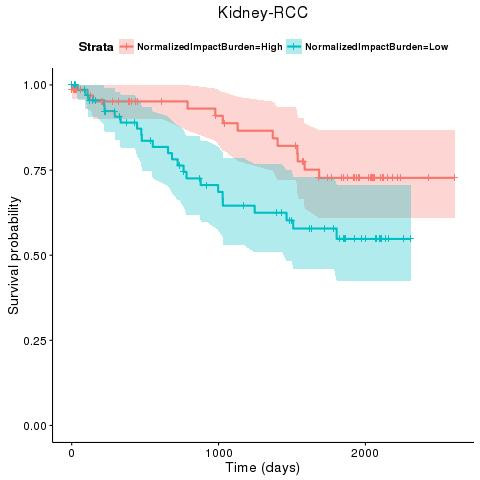 Kidney-RCC
Strata NormalizedImpactBurden=High NormalizedImpactBurden=Low
1.00
0.75
0.50
0.25
0.00
Survival probability
0 1000 2000
Time (days)